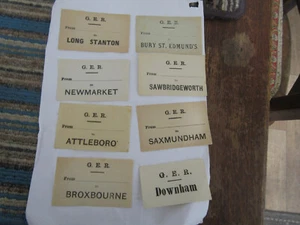 G. E. R.
From
TO
LONG STANTON
G. E. R.
From
TO
BURY ST. EDMUND'S
G. E. R.
From
TO
NEWMARKET
G. E. R.
From
TO
SAWBRIDGEWORTH
G. E. R.
From
TO
ATTLEBORO'
G. E. R.
From
TO
SAXMUNDHAM
G. E. R.
From
TO
BROXBOURNE
G. E. R.
Downham